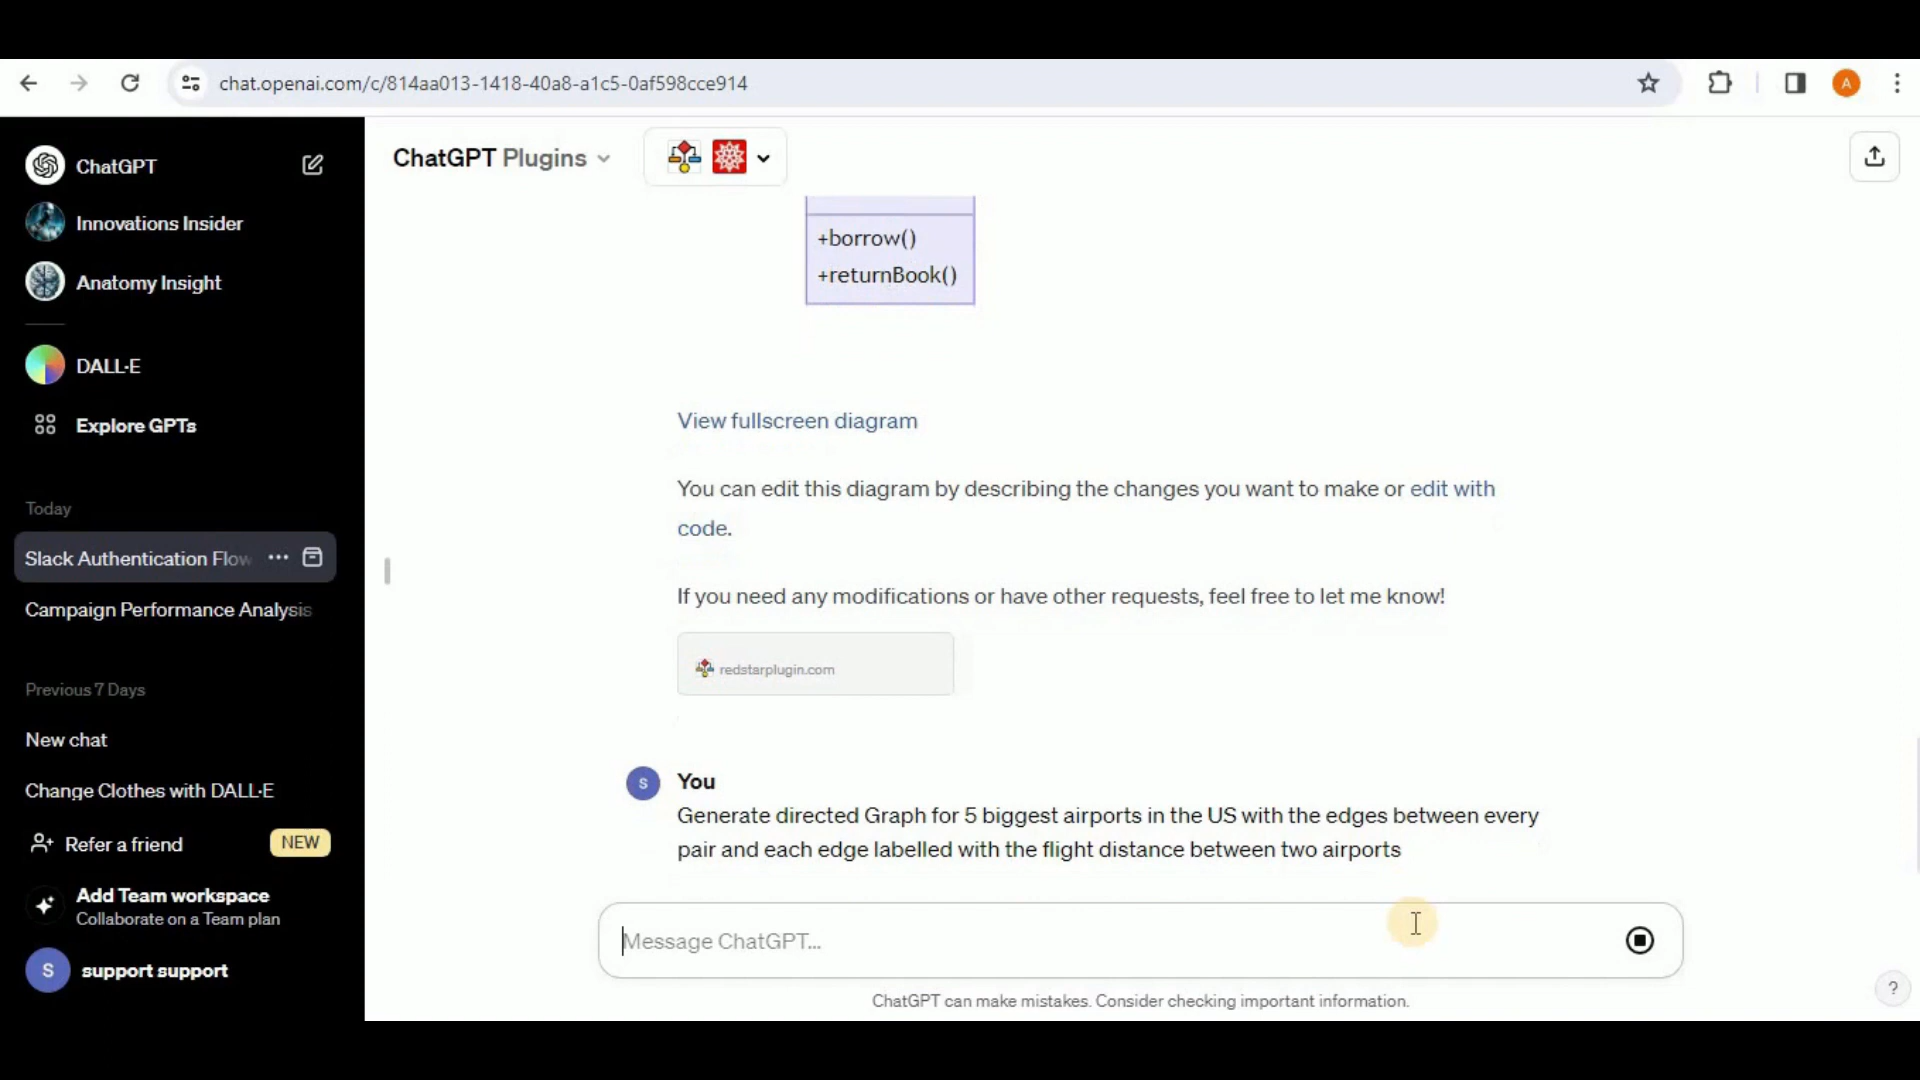 chat.openai.com/c/814aa013-1418-40a8-a1c5-0af598cce914
A
ChatGPT
Innovations Insider
Anatomy Insight
DALL·E
Explore GPTs
Today
Slack Authentication Flow
Campaign Performance Analysis
Previous 7 Days
New chat
Change Clothes with DALL·E
Refer a friend
NEW
Add Team workspace
Collaborate on a Team plan
S
support support
ChatGPT Plugins
+borrow()
+returnBook()
View fullscreen diagram
You can edit this diagram by describing the changes you want to make or edit with
code.
If you need any modifications or have other requests, feel free to let me know!
redstarplugin.com
S
You
Generate directed Graph for 5 biggest airports in the US with the edges between every
pair and each edge labelled with the flight distance between two airports
Message ChatGPT...
ChatGPT can make mistakes. Consider checking important information.
?